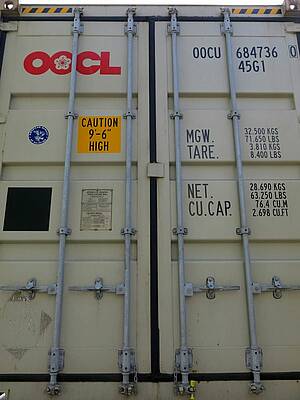 OOCL
OOCU 684736 0
45G1
CAUTION
9'-6"
HIGH
MGW. 32.500 KGS
71,650 LBS
TARE. 3.810 KGS
8.400 LBS
NET. 28.690 KGS
63,250 LBS
CU.CAP. 76.4 CU.M
2.698 CU.FT